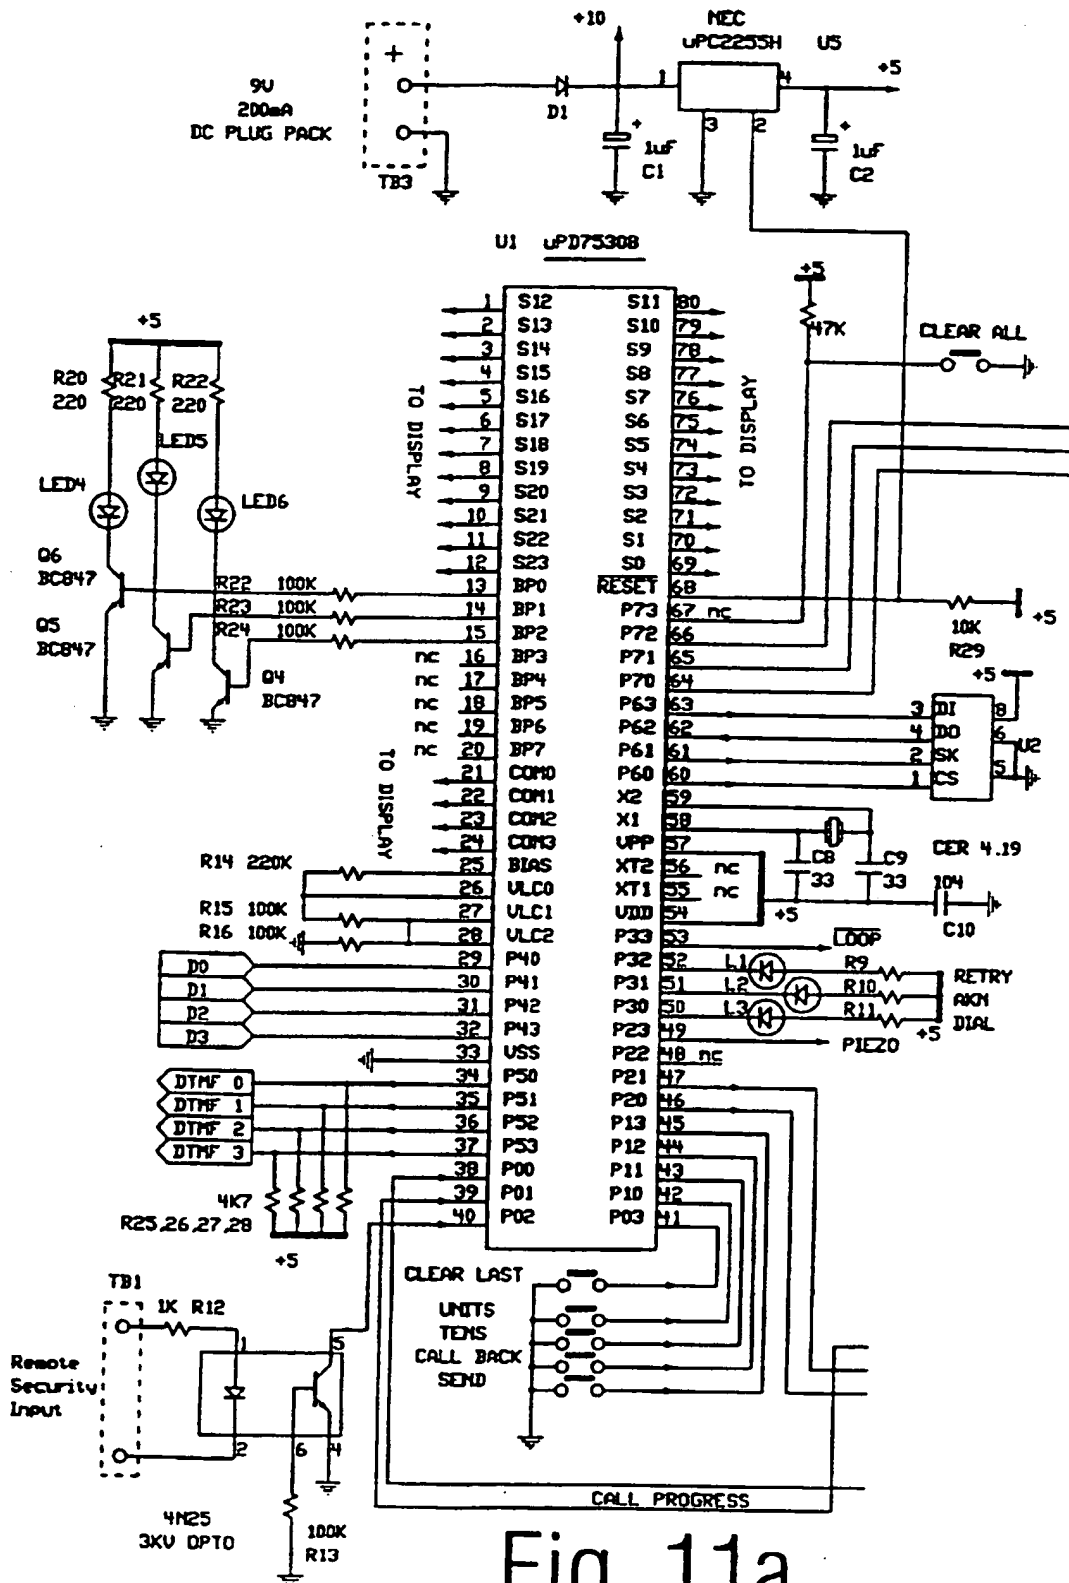 +10
NEC
uPC2255H U5
+
1 4 +5
9V
200mA
DC PLUG PACK
D1
3 2
+
1uF
C1
+
1uF
C2
TB3
U1 uPD75308
+5
47K
CLEAR ALL
+5
R20 R21 R22
220 220 220
LED5
LED4
LED6
Q6
BC847
Q5
BC847
Q4
BC847
R22 100K
R23 100K
R24 100K
TO DISPLAY
TO DISPLAY
TO DISPLAY
1 S12 S11 80
2 S13 S10 79
3 S14 S9 78
4 S15 S8 77
5 S16 S7 76
6 S17 S6 75
7 S18 S5 74
8 S19 S4 73
9 S20 S3 72
10 S21 S2 71
11 S22 S1 70
12 S23 S0 69
13 BP0 RESET 68
14 BP1 P73 67 nc
15 BP2 P72 66
nc 16 BP3 P71 65
nc 17 BP4 P70 64
nc 18 BP5 P63 63
nc 19 BP6 P62 62
nc 20 BP7 P61 61
21 COM0 P60 60
22 COM1 X2 59
23 COM2 X1 58
24 COM3 VPP 57
25 BIAS XT2 56 nc
26 VLC0 XT1 55 nc
27 VLC1 VDD 54
28 VLC2 P33 53
29 P40 P32 52
30 P41 P31 51
31 P42 P30 50
32 P43 P23 49
33 VSS P22 48 nc
34 P50 P21 47
35 P51 P20 46
36 P52 P13 45
37 P53 P12 44
38 P00 P11 43
39 P01 P10 42
40 P02 P03 41
10K
R29
+5
+5
3 DI 8
4 DO 6 U2
2 SK
1 CS 5
C8
33
C9
33
CER 4.19
104
C10
+5
LOOP
L1 R9 RETRY
L2 R10 AKN
L3 R11 DIAL
+5
PIEZO
R14 220K
R15 100K
R16 100K
D0
D1
D2
D3
DTMF 0
DTMF 1
DTMF 2
DTMF 3
4K7
R25,26,27,28
+5
CLEAR LAST
UNITS
TENS
CALL BACK
SEND
TB1
1K R12
1 5
Remote
Security
Input
2 6 4
4N25
3KV OPTO
100K
R13
CALL PROGRESS
Fig 11a